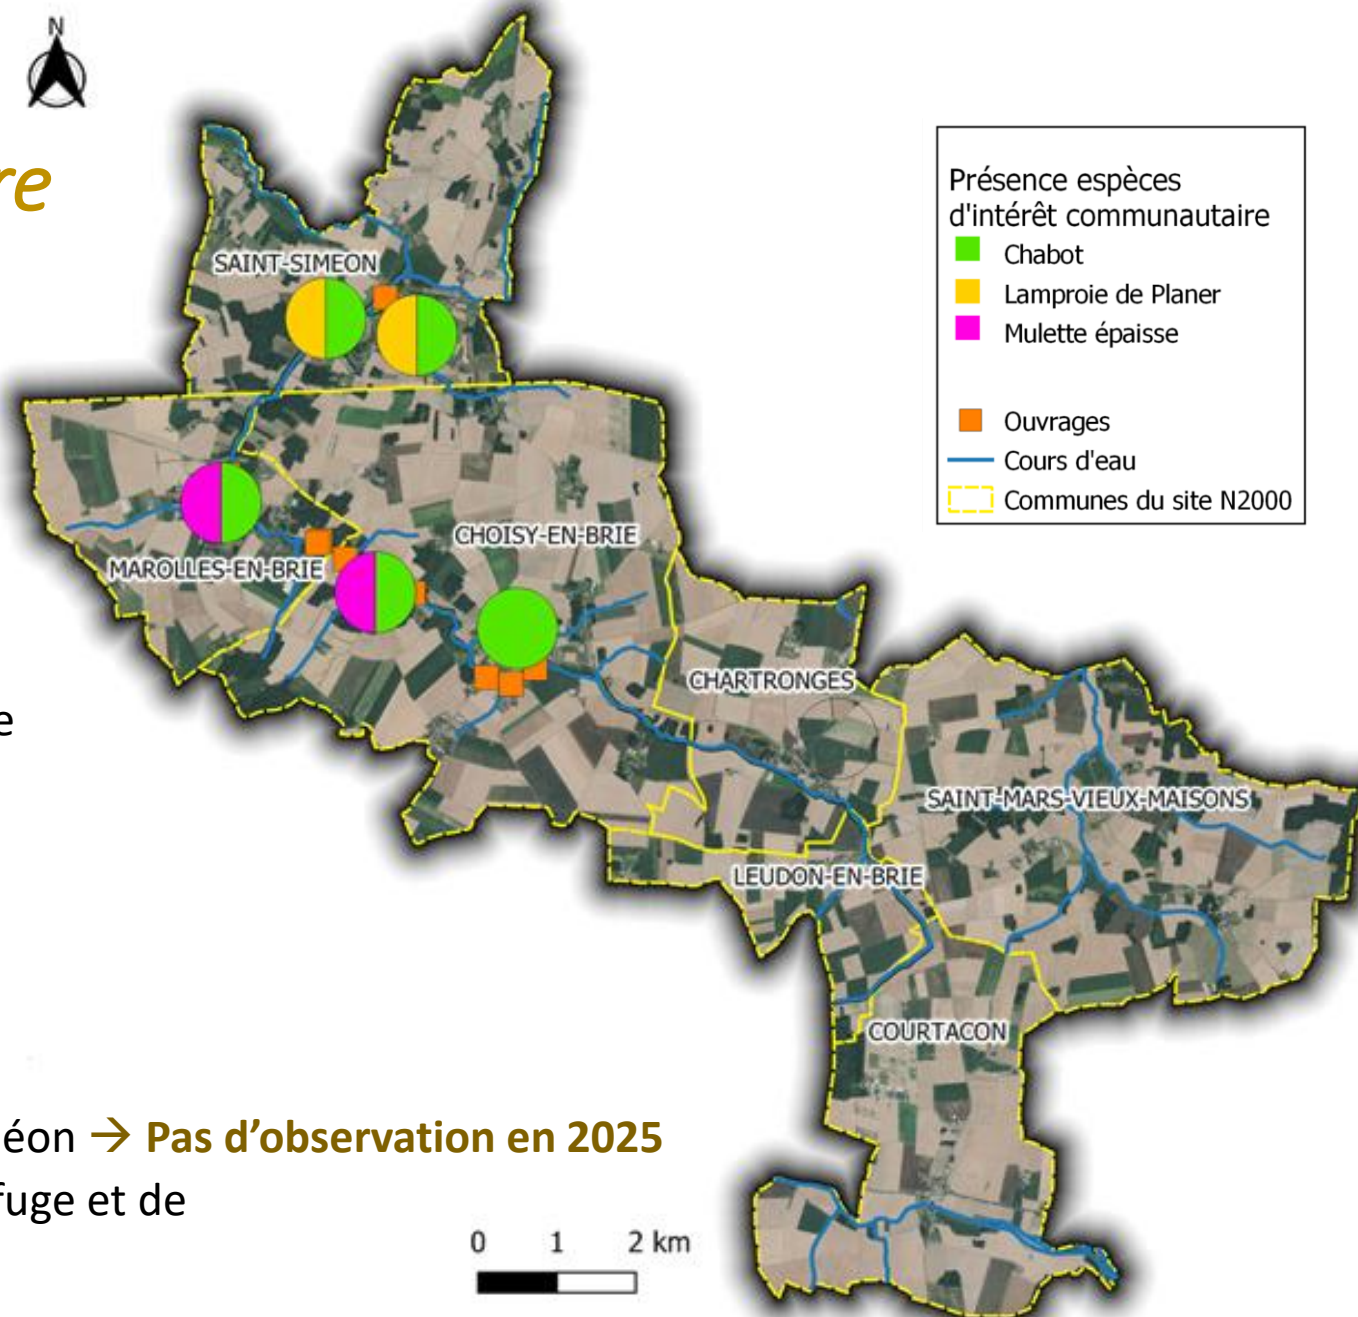 N
re
Présence espèces
d'intérêt communautaire
Chabot
Lamproie de Planer
Mulette épaisse
Ouvrages
Cours d'eau
Communes du site N2000
SAINT-SIMEON
CHOISY-EN-BRIE
MAROLLES-EN-BRIE
CHARTRONGES
e
SAINT-MARS-VIEUX-MAISONS
LEUDON-EN-BRIE
COURTACON
éon → Pas d’observation en 2025
fuge et de
0 1 2 km